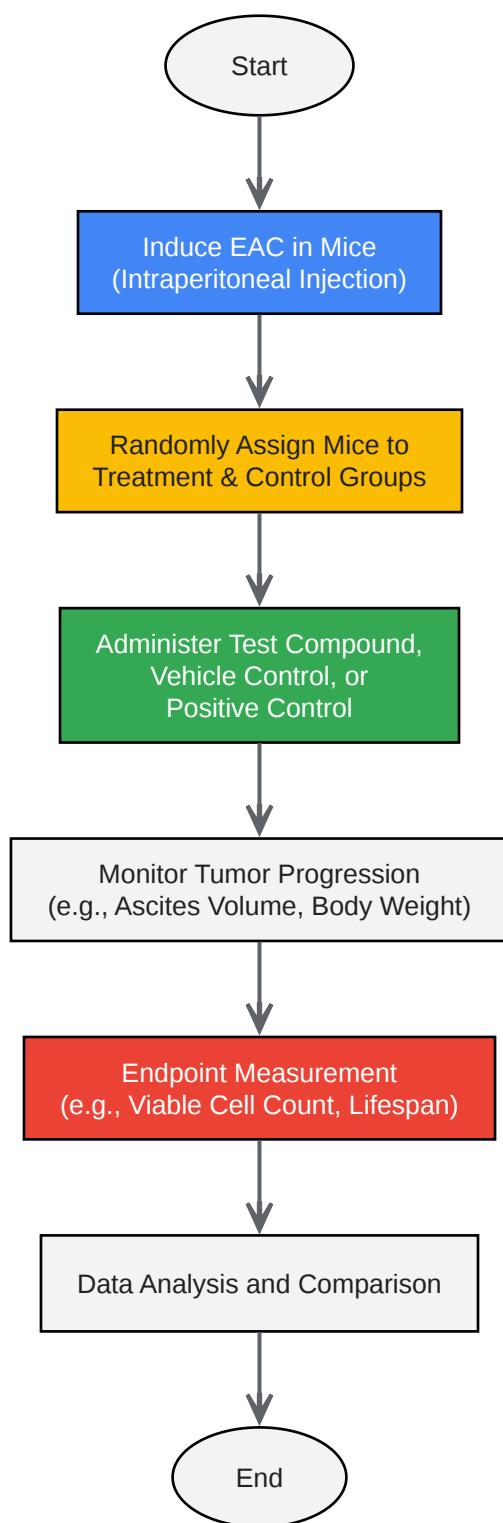 Start
Induce EAC in Mice
(Intraperitoneal Injection)
Randomly Assign Mice to
Treatment & Control Groups
Administer Test Compound,
Vehicle Control, or
Positive Control
Monitor Tumor Progression
(e.g., Ascites Volume, Body Weight)
Endpoint Measurement
(e.g., Viable Cell Count, Lifespan)
Data Analysis and Comparison
End